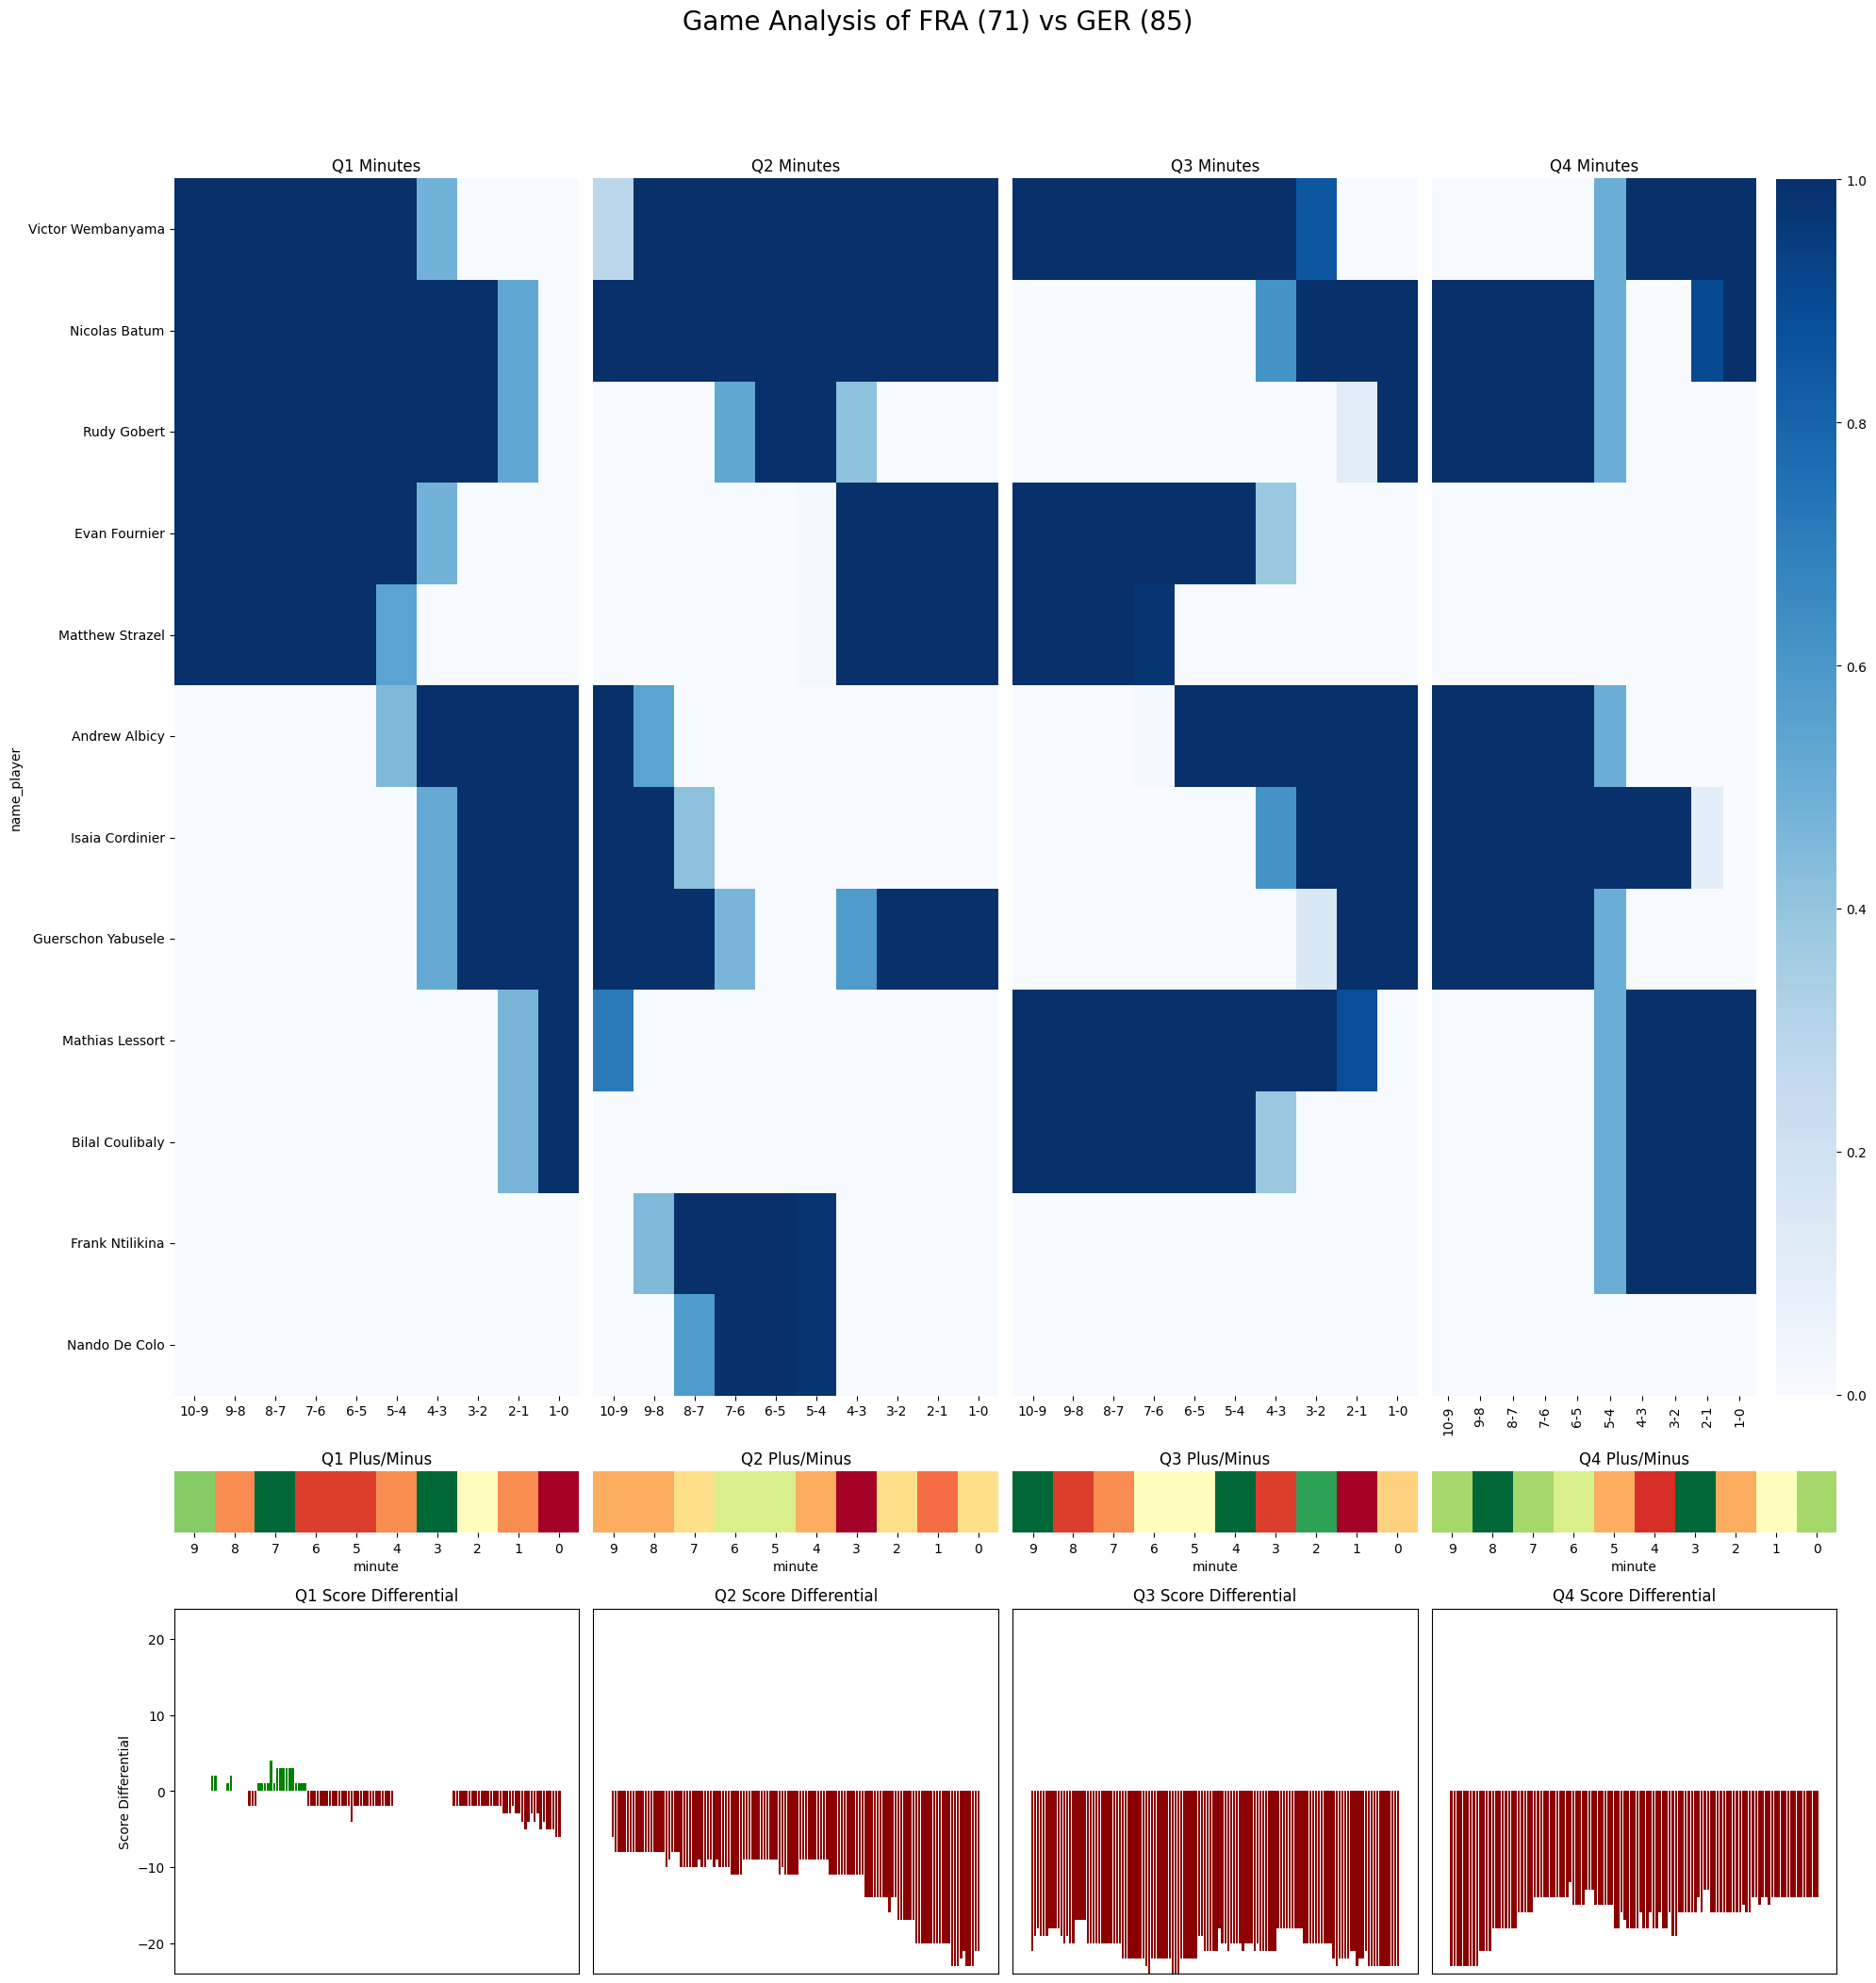 Game Analysis of FRA (71) vs GER (85)
Q1 Minutes Q2 Minutes Q3 Minutes Q4 Minutes
name_player
Victor Wembanyama
Nicolas Batum
Rudy Gobert
Evan Fournier
Matthew Strazel
Andrew Albicy
Isaia Cordinier
Guerschon Yabusele
Mathias Lessort
Bilal Coulibaly
Frank Ntilikina
Nando De Colo
1.0
0.8
0.6
0.4
0.2
0.0
10-9 9-8 8-7 7-6 6-5 5-4 4-3 3-2 2-1 1-0 10-9 9-8 8-7 7-6 6-5 5-4 4-3 3-2 2-1 1-0 10-9 9-8 8-7 7-6 6-5 5-4 4-3 3-2 2-1 1-0 10-9 9-8 8-7 7-6 6-5 5-4 4-3 3-2 2-1 1-0
Q1 Plus/Minus Q2 Plus/Minus Q3 Plus/Minus Q4 Plus/Minus
9 8 7 6 5 4 3 2 1 0 9 8 7 6 5 4 3 2 1 0 9 8 7 6 5 4 3 2 1 0 9 8 7 6 5 4 3 2 1 0
minute minute minute minute
Q1 Score Differential Q2 Score Differential Q3 Score Differential Q4 Score Differential
Score Differential
20
10
0
−10
−20